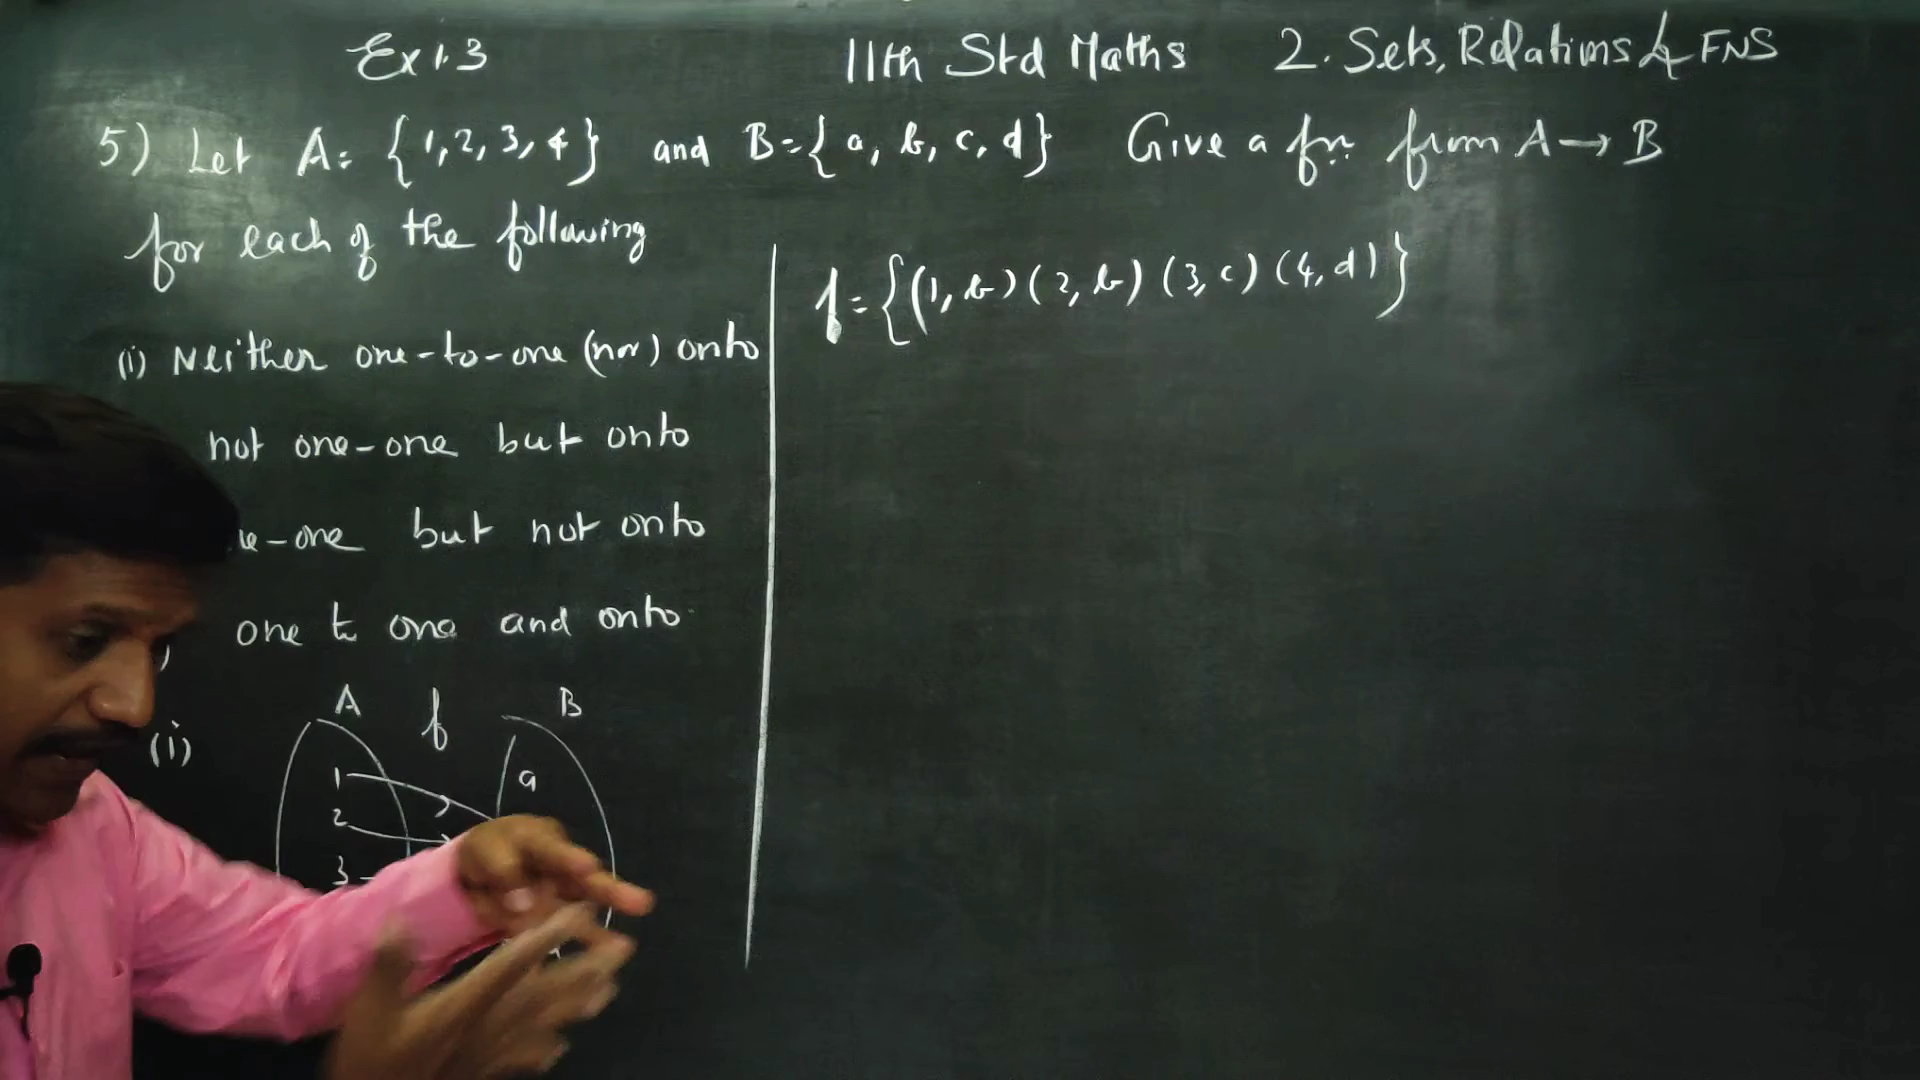 Ex 1.3 11th Std Maths 2. Sets, Relations & FNS
5) Let A = {1, 2, 3, 4} and B = {a, b, c, d} Give a fn. from A → B
for each of the following
(i) Neither one-to-one (nor) onto
not one-one but onto
-one but not onto
one to one and onto
f = {(1, b) (2, b) (3, c) (4, d)}
(i) A f B
1 a
2
3